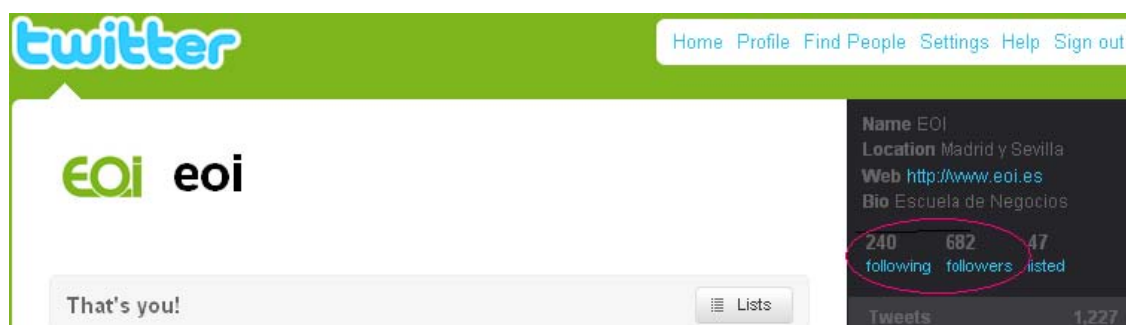 twitter
Home Profile Find People Settings Help Sign out
EOI eoi
That's you!
Lists
Name EOI
Location Madrid y Sevilla
Web http://www.eoi.es
Bio Escuela de Negocios
240 682 47
following followers listed
Tweets 1,227